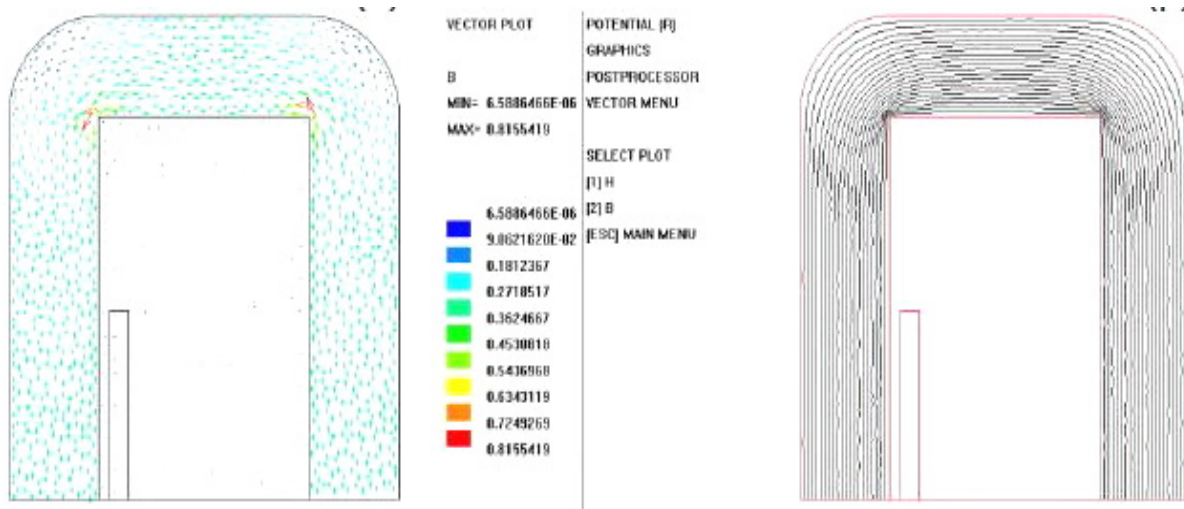 VECTOR PLOT
B
MIN= 6.5886466E-06
MAX= 0.8155419
6.5886466E-06
9.0621620E-02
0.1812367
0.2718517
0.3624667
0.4530818
0.5436968
0.6343119
0.7249269
0.8155419
POTENTIAL (R)
GRAPHICS
POSTPROCESSOR
VECTOR MENU
SELECT PLOT
[1] H
[2] B
[ESC] MAIN MENU